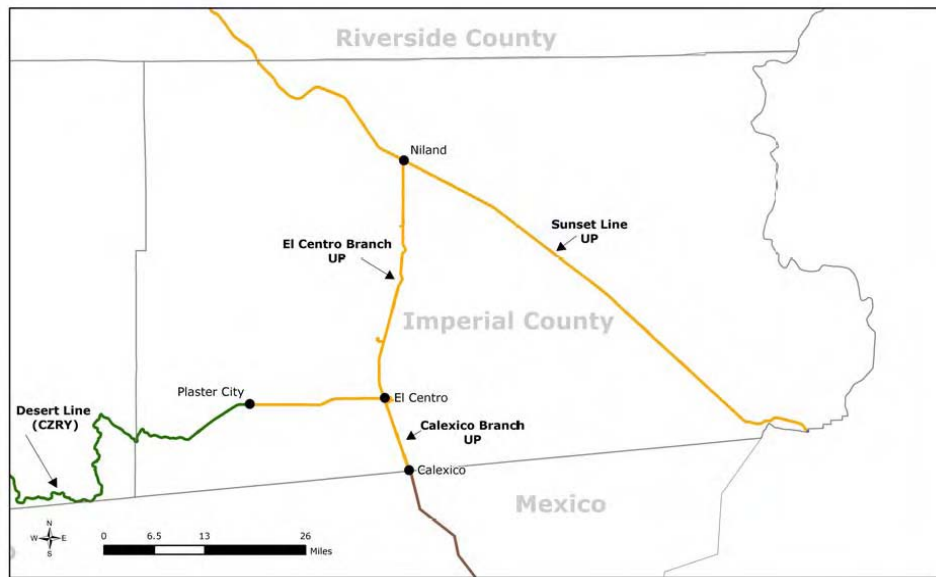 Riverside County
Niland
Sunset Line
UP
El Centro Branch
UP
Imperial County
Plaster City
El Centro
Desert Line
(CZRY)
Calexico Branch
UP
Calexico
Mexico
N
W E
S
0 6.5 13 26
Miles